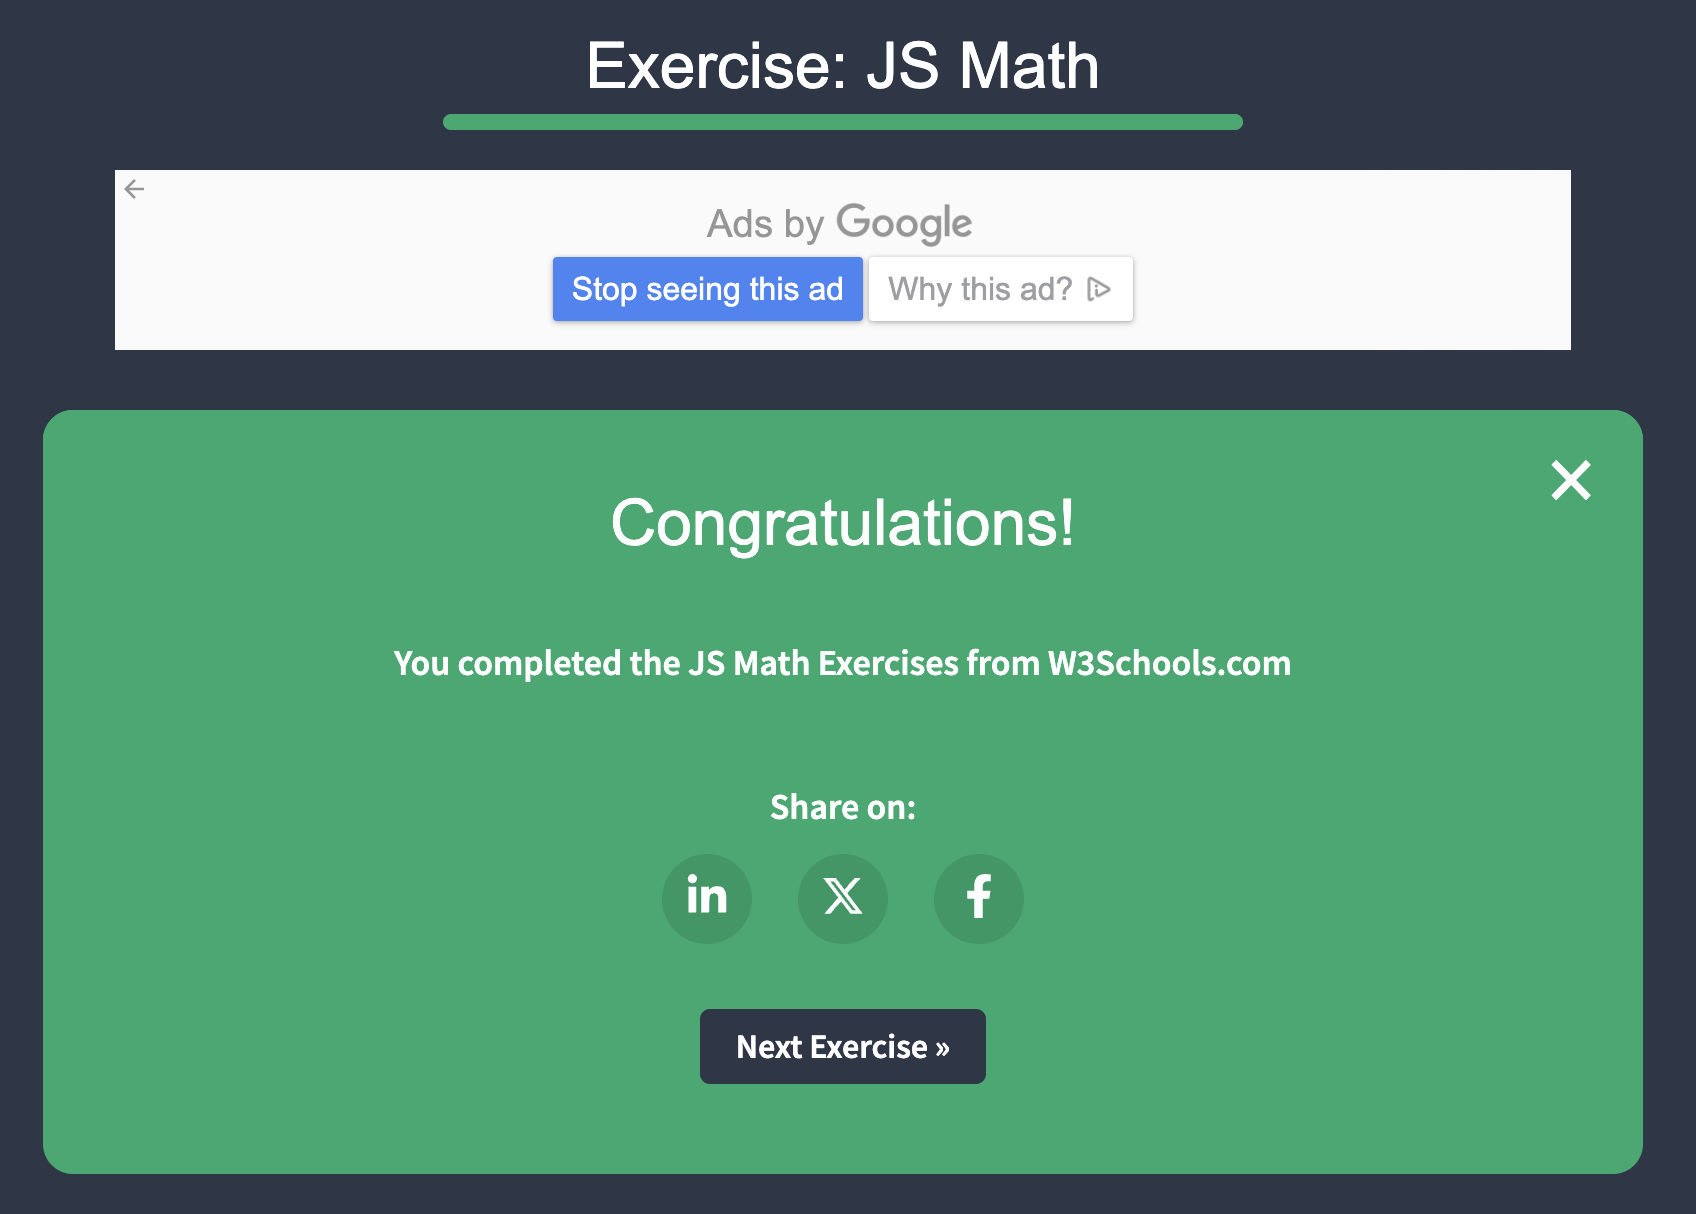 Exercise: JS Math
Ads by Google
Stop seeing this ad
Why this ad?
Congratulations!
You completed the JS Math Exercises from W3Schools.com
Share on:
in
X
f
Next Exercise »